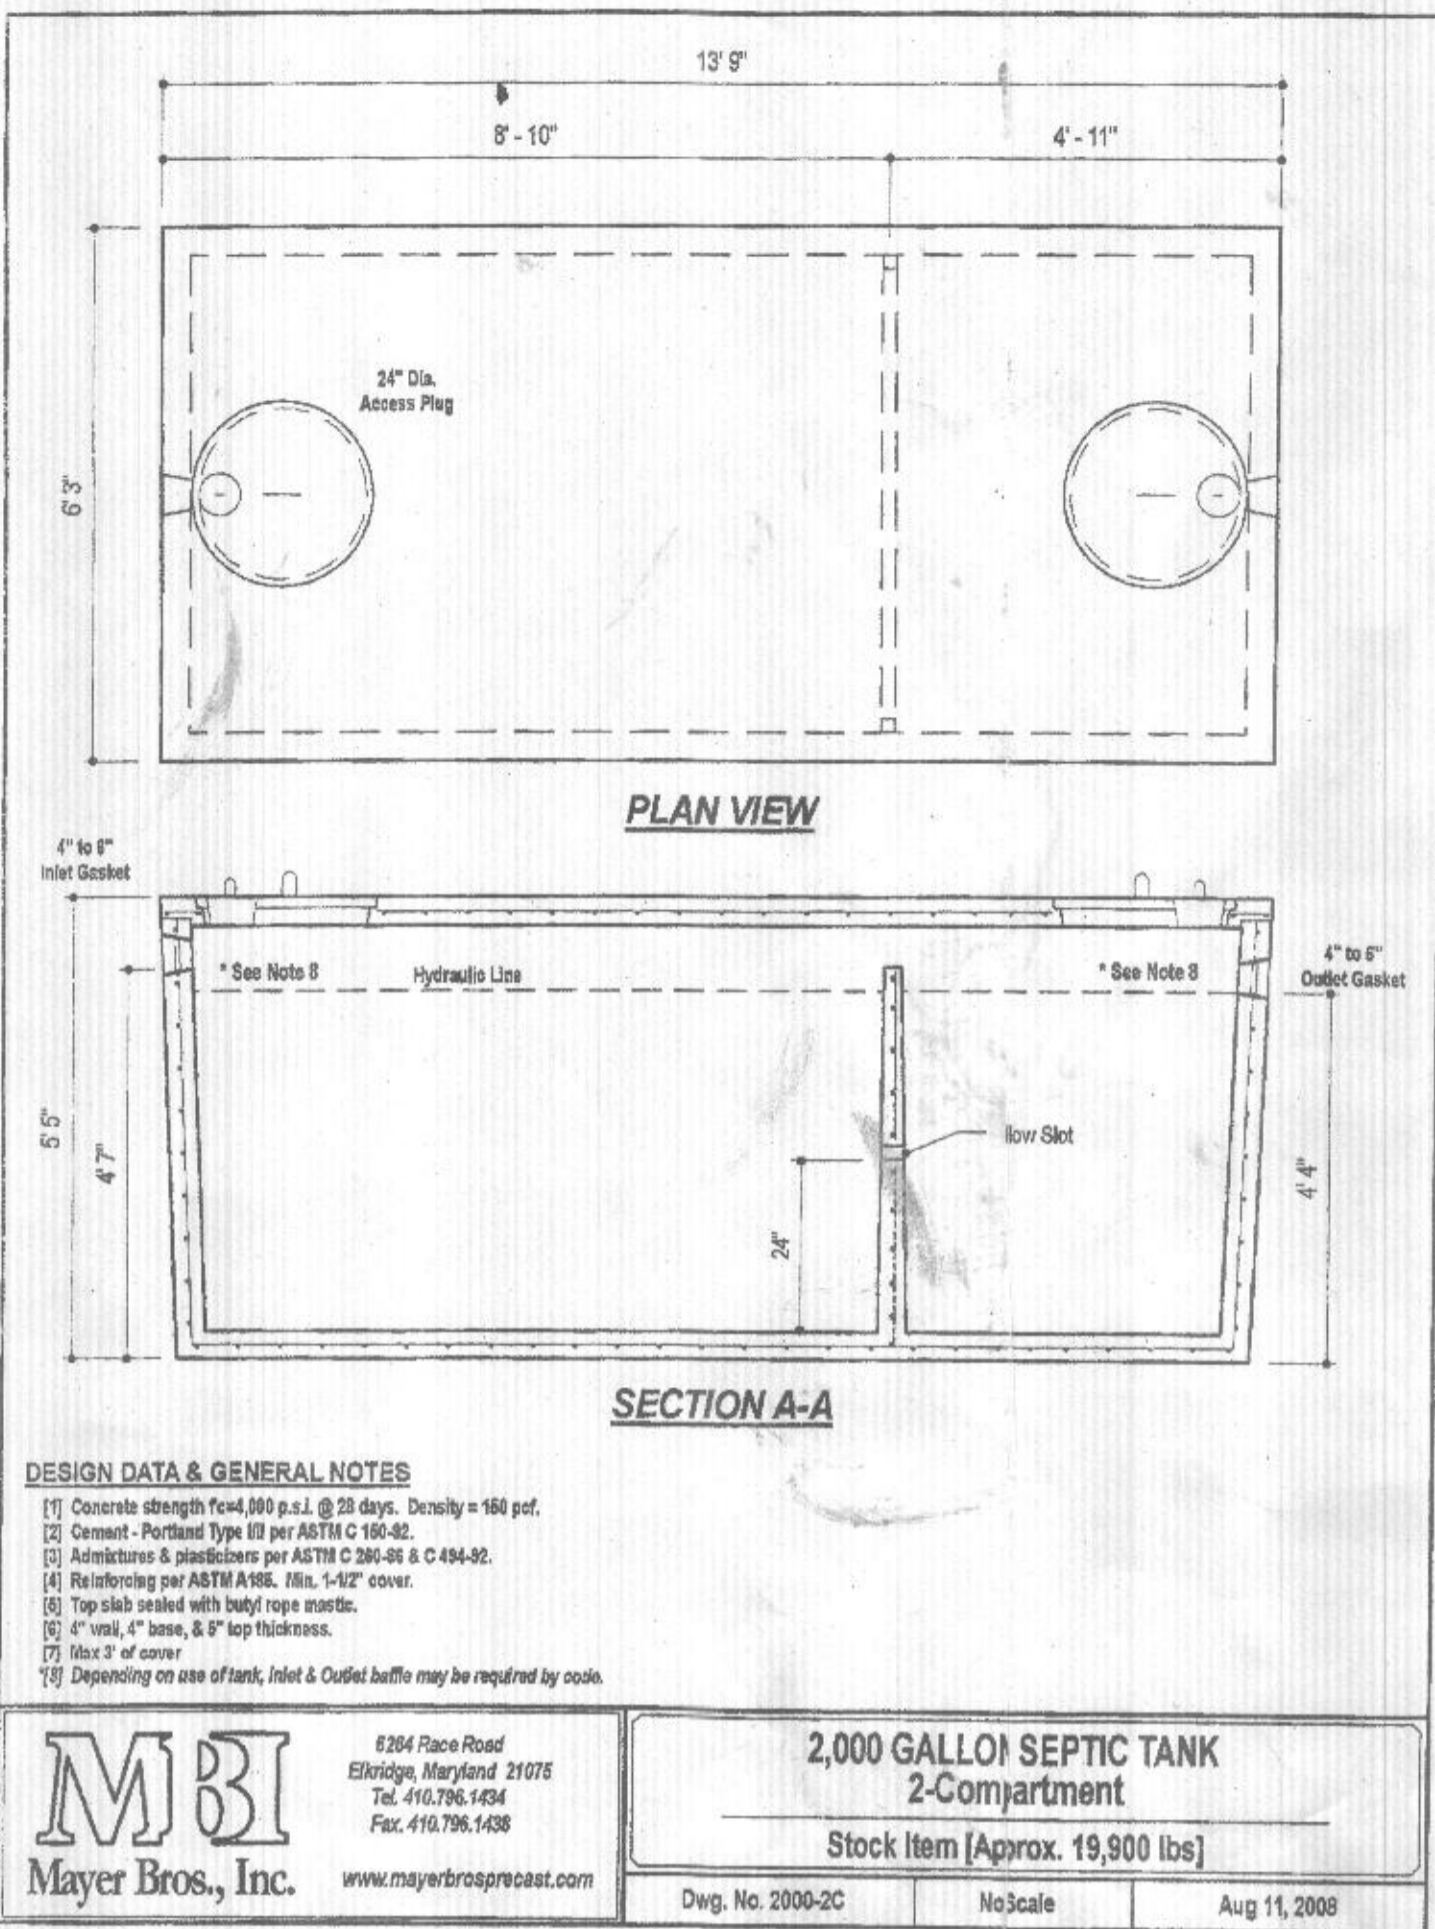 13' 9"
8' - 10"
4' - 11"
24" Dia.
Access Plug
6' 3"
PLAN VIEW
4" to 6"
Inlet Gasket
* See Note 8
Hydraulic Line
* See Note 8
4" to 6"
Outlet Gasket
5' 5"
4' 7"
flow Slot
24"
4' 4"
SECTION A-A
DESIGN DATA & GENERAL NOTES
[1] Concrete strength f'c=4,000 p.s.i. @ 28 days. Density = 150 pcf.
[2] Cement - Portland Type I/II per ASTM C 150-92.
[3] Admixtures & plasticizers per ASTM C 260-86 & C 494-92.
[4] Reinforcing per ASTM A185. Min. 1-1/2" cover.
[5] Top slab sealed with butyl rope mastic.
[6] 4" wall, 4" base, & 5" top thickness.
[7] Max 3' of cover
*[8] Depending on use of tank, Inlet & Outlet baffle may be required by code.
MBI
Mayer Bros., Inc.
6264 Race Road
Elkridge, Maryland 21075
Tel. 410.796.1434
Fax. 410.796.1438
www.mayerbrosprecast.com
2,000 GALLON SEPTIC TANK
2-Compartment
Stock Item [Approx. 19,900 lbs]
Dwg. No. 2000-2C
No Scale
Aug 11, 2008